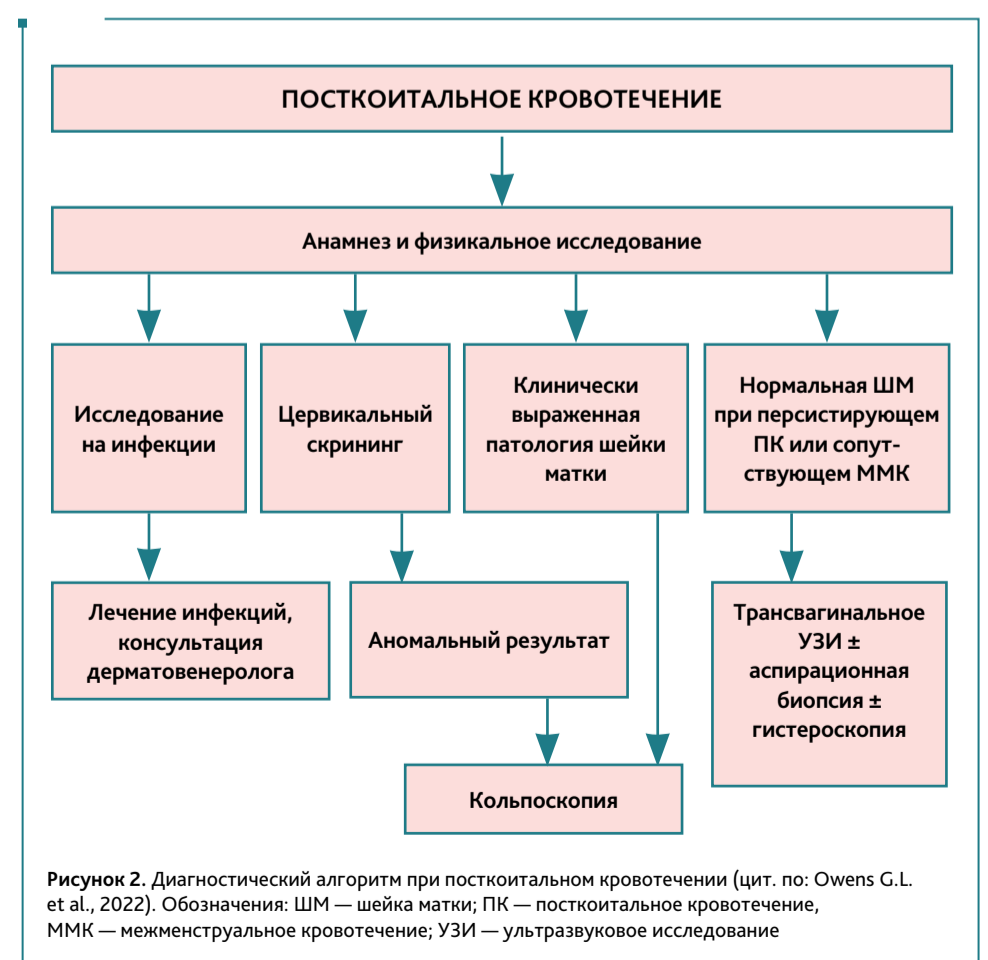 ПОСТКОИТАЛЬНОЕ КРОВОТЕЧЕНИЕ
Анамнез и физикальное исследование
Исследование
на инфекции
Цервикальный
скрининг
Клинически
выраженная
патология шейки
матки
Нормальная ШМ
при персистирующем
ПК или сопут-
ствующем ММК
Лечение инфекций,
консультация
дерматовенеролога
Аномальный результат
Трансвагинальное
УЗИ ±
аспирационная
биопсия ±
гистероскопия
Кольпоскопия
Рисунок 2. Диагностический алгоритм при посткоитальном кровотечении (цит. по: Owens G.L.
et al., 2022). Обозначения: ШМ — шейка матки; ПК — посткоитальное кровотечение,
ММК — межменструальное кровотечение; УЗИ — ультразвуковое исследование